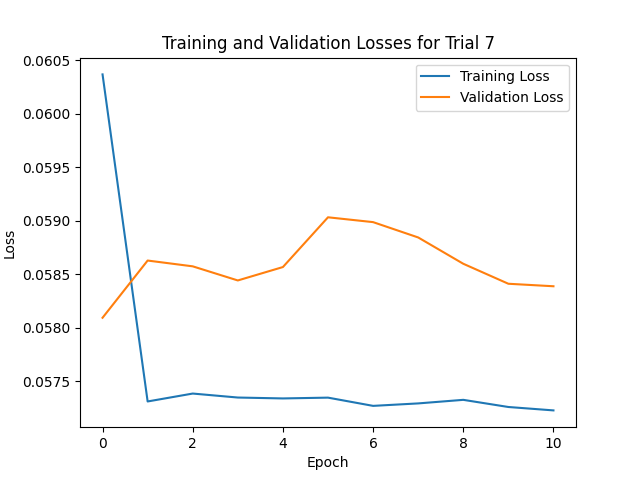 Training and Validation Losses for Trial 7
Training Loss
Validation Loss
0.0605
0.0600
0.0595
0.0590
0.0585
0.0580
0.0575
Loss
0 2 4 6 8 10
Epoch